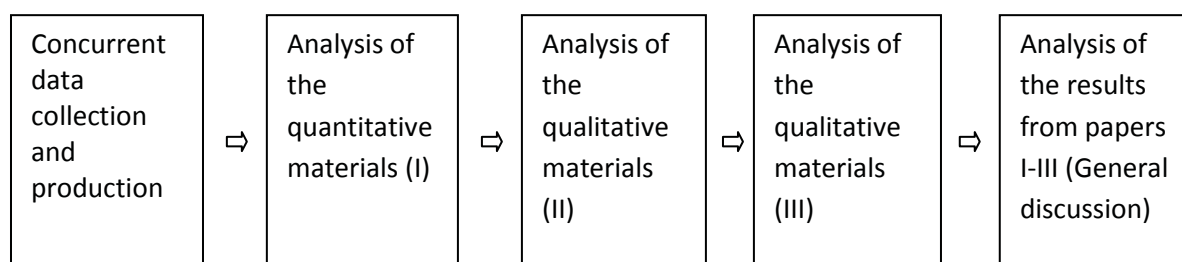 Concurrent
data
collection
and
production
Analysis of
the
quantitative
materials (I)
Analysis of
the
qualitative
materials
(II)
Analysis of
the
qualitative
materials
(III)
Analysis of
the results
from papers
I-III (General
discussion)